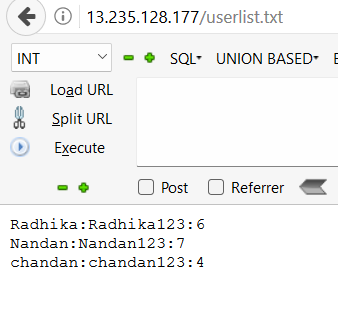 13.235.128.177/userlist.txt
INT SQL UNION BASED
Load URL
Split URL
Execute
Post Referrer
Radhika:Radhika123:6
Nandan:Nandan123:7
chandan:chandan123:4